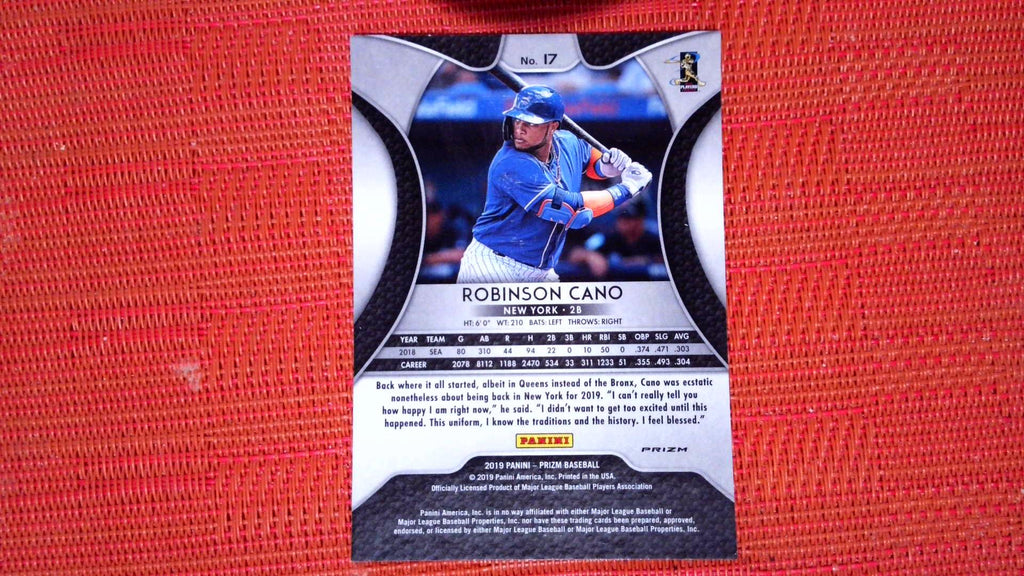 No. 17
PLAYERS
ROBINSON CANO
NEW YORK • 2B
HT: 6' 0" WT: 210 BATS: LEFT THROWS: RIGHT
YEAR TEAM G AB R H 2B 3B HR RBI SB OBP SLG AVG
2018 SEA 80 310 44 94 22 0 10 50 0 .374 .471 .303
CAREER 2078 8112 1188 2470 534 33 311 1233 51 .355 .493 .304
Back where it all started, albeit in Queens instead of the Bronx, Cano was ecstatic
nonetheless about being back in New York for 2019. "I can't really tell you
how happy I am right now," he said. "I didn't want to get too excited until this
happened. This uniform, I know the traditions and the history. I feel blessed."
PANINI
PRIZM
2019 PANINI – PRIZM BASEBALL
© 2019 Panini America, Inc. Printed in the USA.
Officially Licensed Product of Major League Baseball Players Association
Panini America, Inc. is in no way affiliated with either Major League Baseball or
Major League Baseball Properties, Inc. nor have these trading cards been prepared, approved,
endorsed, or licensed by either Major League Baseball or Major League Baseball Properties, Inc.